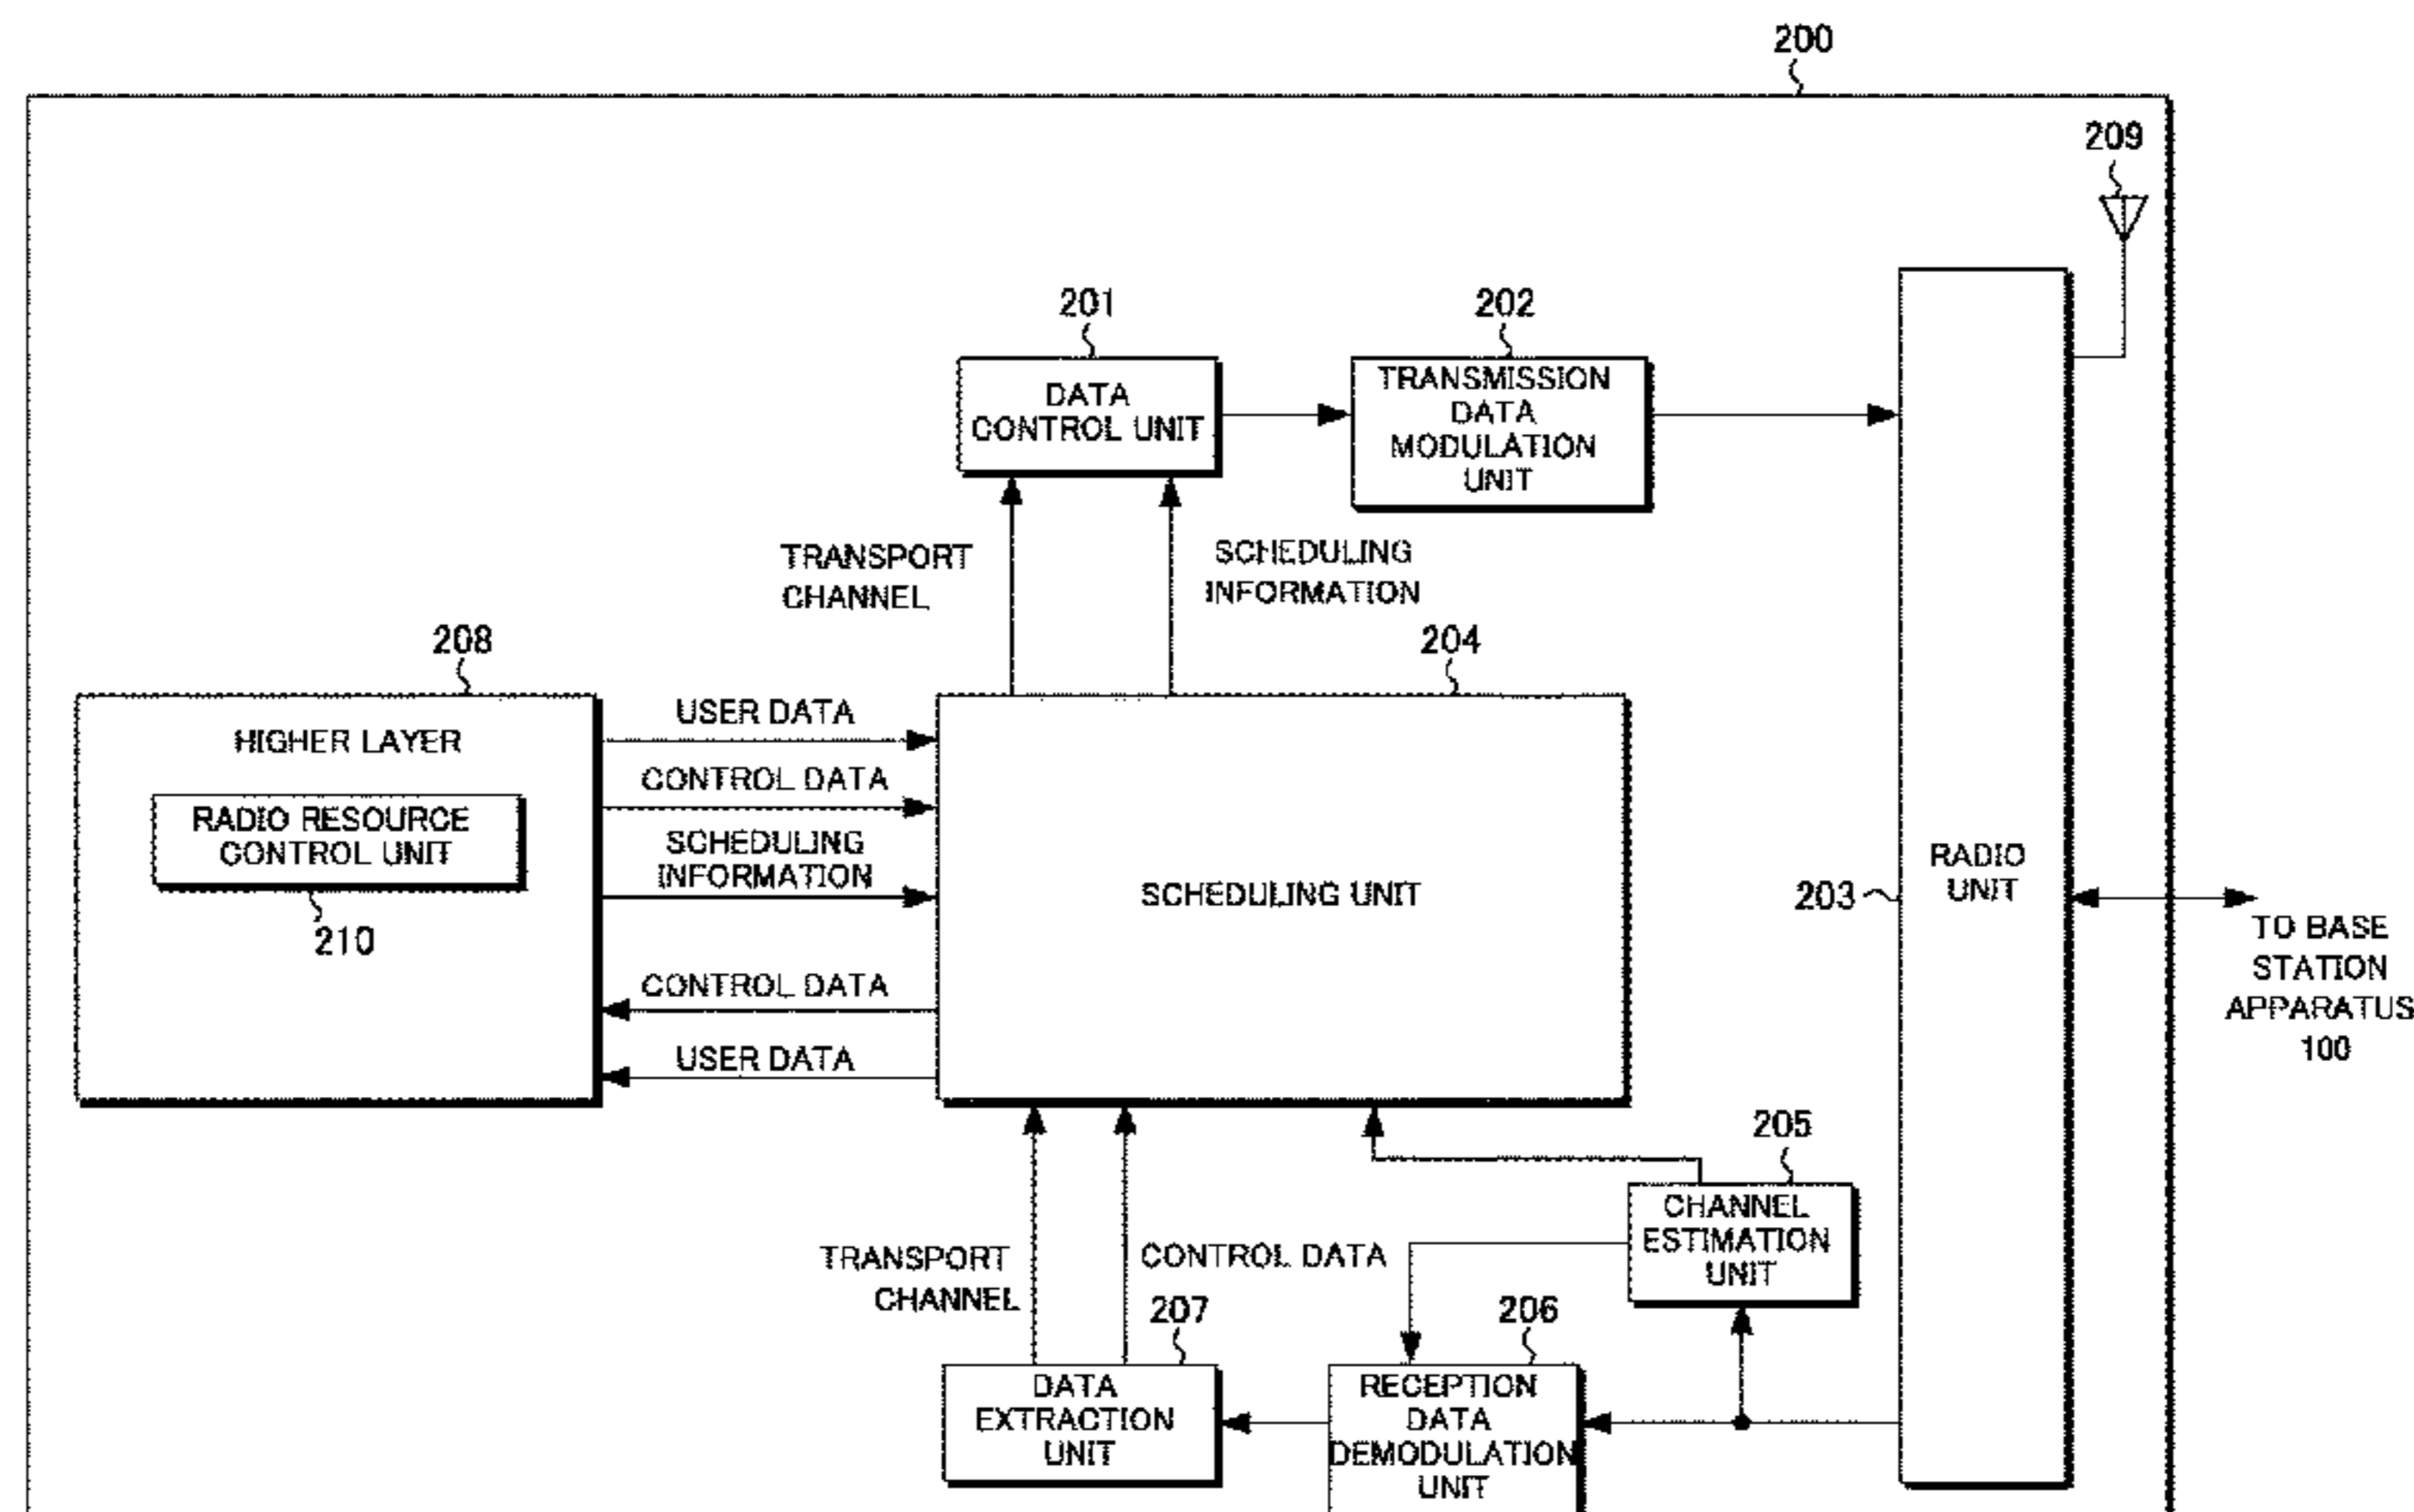 200
209
201
202
DATA
CONTROL UNIT
TRANSMISSION
DATA
MODULATION
UNIT
TRANSPORT
CHANNEL
SCHEDULING
INFORMATION
208
204
HIGHER LAYER
RADIO RESOURCE
CONTROL UNIT
210
USER DATA
CONTROL DATA
SCHEDULING
INFORMATION
CONTROL DATA
USER DATA
SCHEDULING UNIT
203
RADIO
UNIT
TO BASE
STATION
APPARATUS
100
205
CHANNEL
ESTIMATION
UNIT
TRANSPORT
CHANNEL
CONTROL DATA
207
206
DATA
EXTRACTION
UNIT
RECEPTION
DATA
DEMODULATION
UNIT